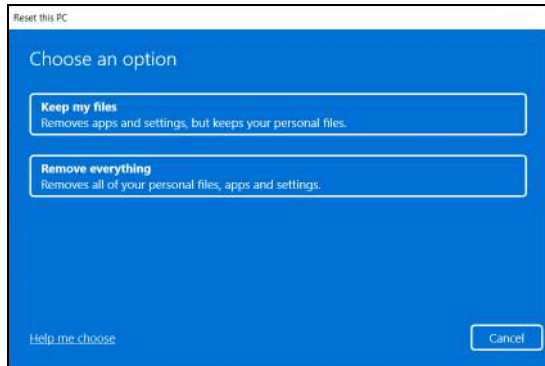 Reset this PC
Choose an option
Keep my files
Removes apps and settings, but keeps your personal files.
Remove everything
Removes all of your personal files, apps and settings.
Help me choose
Cancel